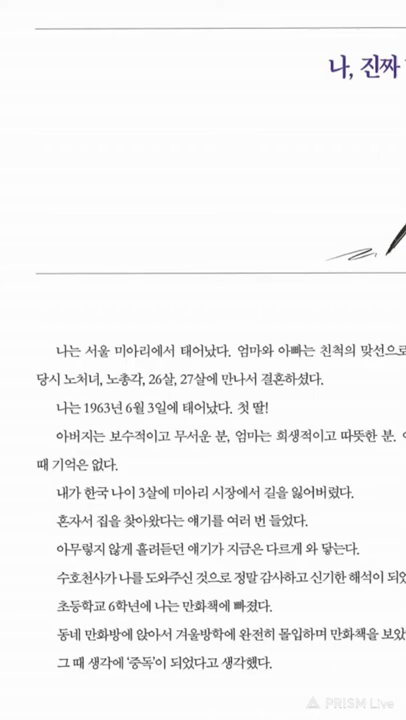 나, 진짜
나는 서울 미아리에서 태어났다. 엄마와 아빠는 친척의 맞선으로
당시 노처녀, 노총각, 26살, 27살에 만나서 결혼하셨다.
나는 1963년 6월 3일에 태어났다. 첫 딸!
아버지는 보수적이고 무서운 분, 엄마는 희생적이고 따뜻한 분.
때 기억은 없다.
내가 한국 나이 3살에 미아리 시장에서 길을 잃어버렸다.
혼자서 집을 찾아왔다는 얘기를 여러 번 들었다.
아무렇지 않게 흘려듣던 얘기가 지금은 다르게 와 닿는다.
수호천사가 나를 도와주신 것으로 정말 감사하고 신기한 해석이 되었
초등학교 6학년에 나는 만화책에 빠졌다.
동네 만화방에 앉아서 겨울방학에 완전히 몰입하며 만화책을 보았
그 때 생각에 '중독'이 되었다고 생각했다.
PRISM Live